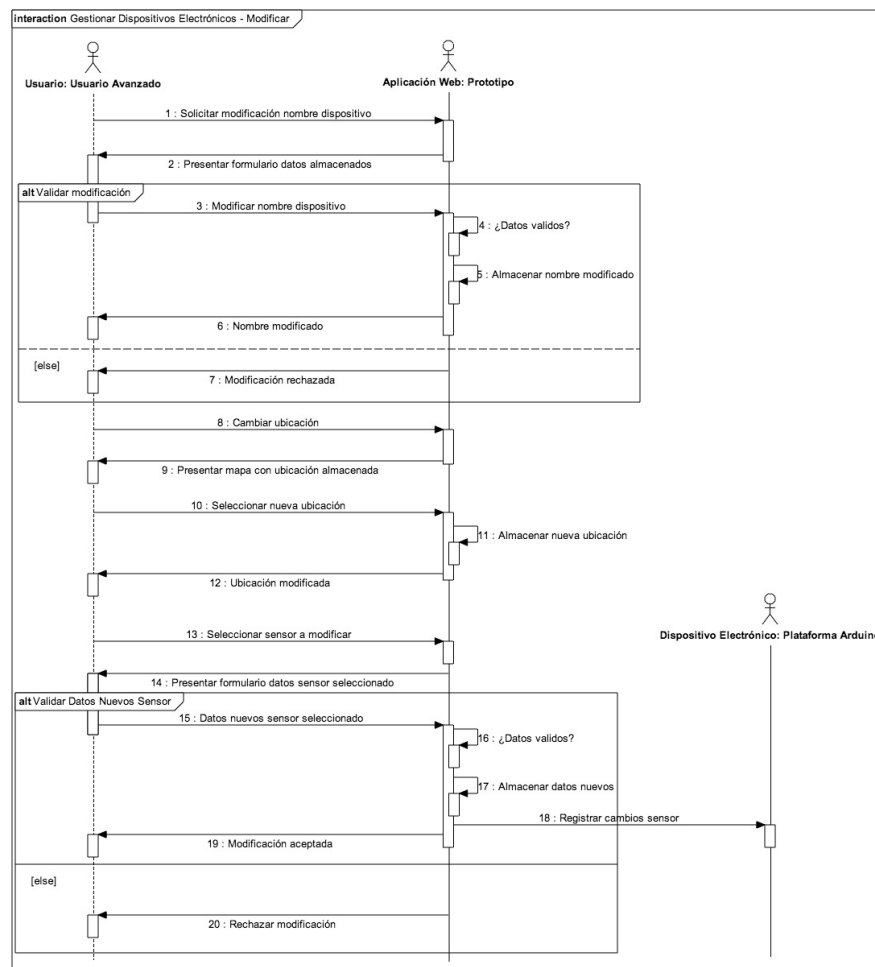 interaction Gestionar Dispositivos Electrónicos - Modificar
Usuario: Usuario Avanzado
Aplicación Web: Prototipo
1 : Solicitar modificación nombre dispositivo
2 : Presentar formulario datos almacenados
alt Validar modificación
3 : Modificar nombre dispositivo
4 : ¿Datos validos?
5 : Almacenar nombre modificado
6 : Nombre modificado
[else]
7 : Modificación rechazada
8 : Cambiar ubicación
9 : Presentar mapa con ubicación almacenada
10 : Seleccionar nueva ubicación
11 : Almacenar nueva ubicación
12 : Ubicación modificada
13 : Seleccionar sensor a modificar
Dispositivo Electrónico: Plataforma Arduino
14 : Presentar formulario datos sensor seleccionado
alt Validar Datos Nuevos Sensor
15 : Datos nuevos sensor seleccionado
16 : ¿Datos validos?
17 : Almacenar datos nuevos
18 : Registrar cambios sensor
19 : Modificación aceptada
[else]
20 : Rechazar modificación